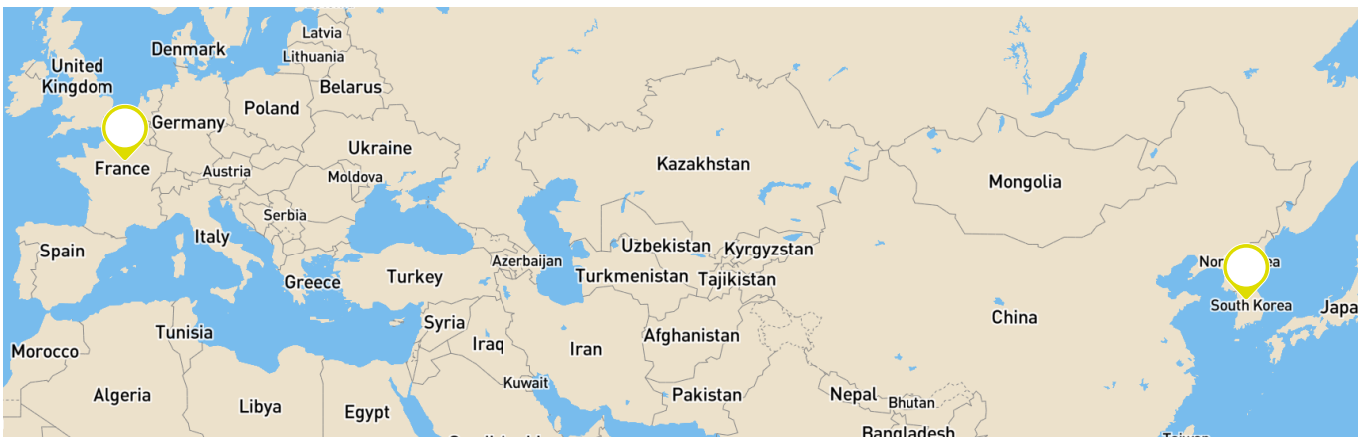 Latvia
Denmark
Lithuania
United
Kingdom
Belarus
Poland
Germany
Ukraine
France
Kazakhstan
Austria
Moldova
Mongolia
Serbia
Italy
Uzbekistan
Kyrgyzstan
Spain
Azerbaijan
Turkey
Turkmenistan
Tajikistan
Greece
South Korea
Japa
China
Syria
Tunisia
Afghanistan
Iraq
Iran
Morocco
Kuwait
Algeria
Pakistan
Nepal
Bhutan
Libya
Egypt
Bangladesh